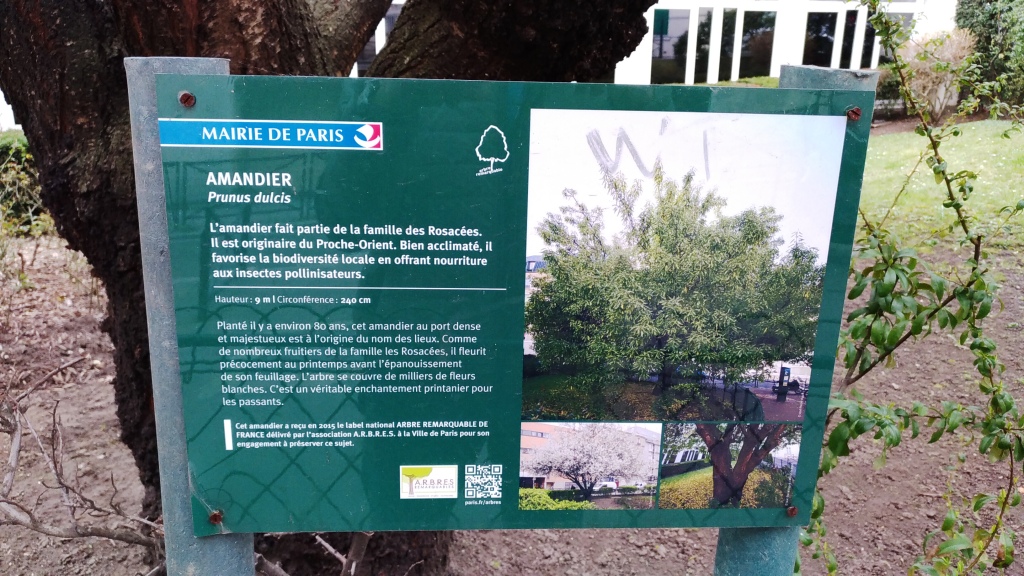 MAIRIE DE PARIS
arbre
remarquable
AMANDIER
Prunus dulcis
L'amandier fait partie de la famille des Rosacées.
Il est originaire du Proche-Orient. Bien acclimaté, il
favorise la biodiversité locale en offrant nourriture
aux insectes pollinisateurs.
Hauteur : 9 m | Circonférence : 240 cm
Planté il y a environ 80 ans, cet amandier au port dense
et majestueux est à l'origine du nom des lieux. Comme
de nombreux fruitiers de la famille les Rosacées, il fleurit
précocement au printemps avant l'épanouissement
de son feuillage. L'arbre se couvre de milliers de fleurs
blanches. C'est un véritable enchantement printanier pour
les passants.
Cet amandier a reçu en 2015 le label national ARBRE REMARQUABLE DE
FRANCE délivré par l'association A.R.B.R.E.S. à la Ville de Paris pour son
engagement à préserver ce sujet.
ARBRES
paris.fr/arbres